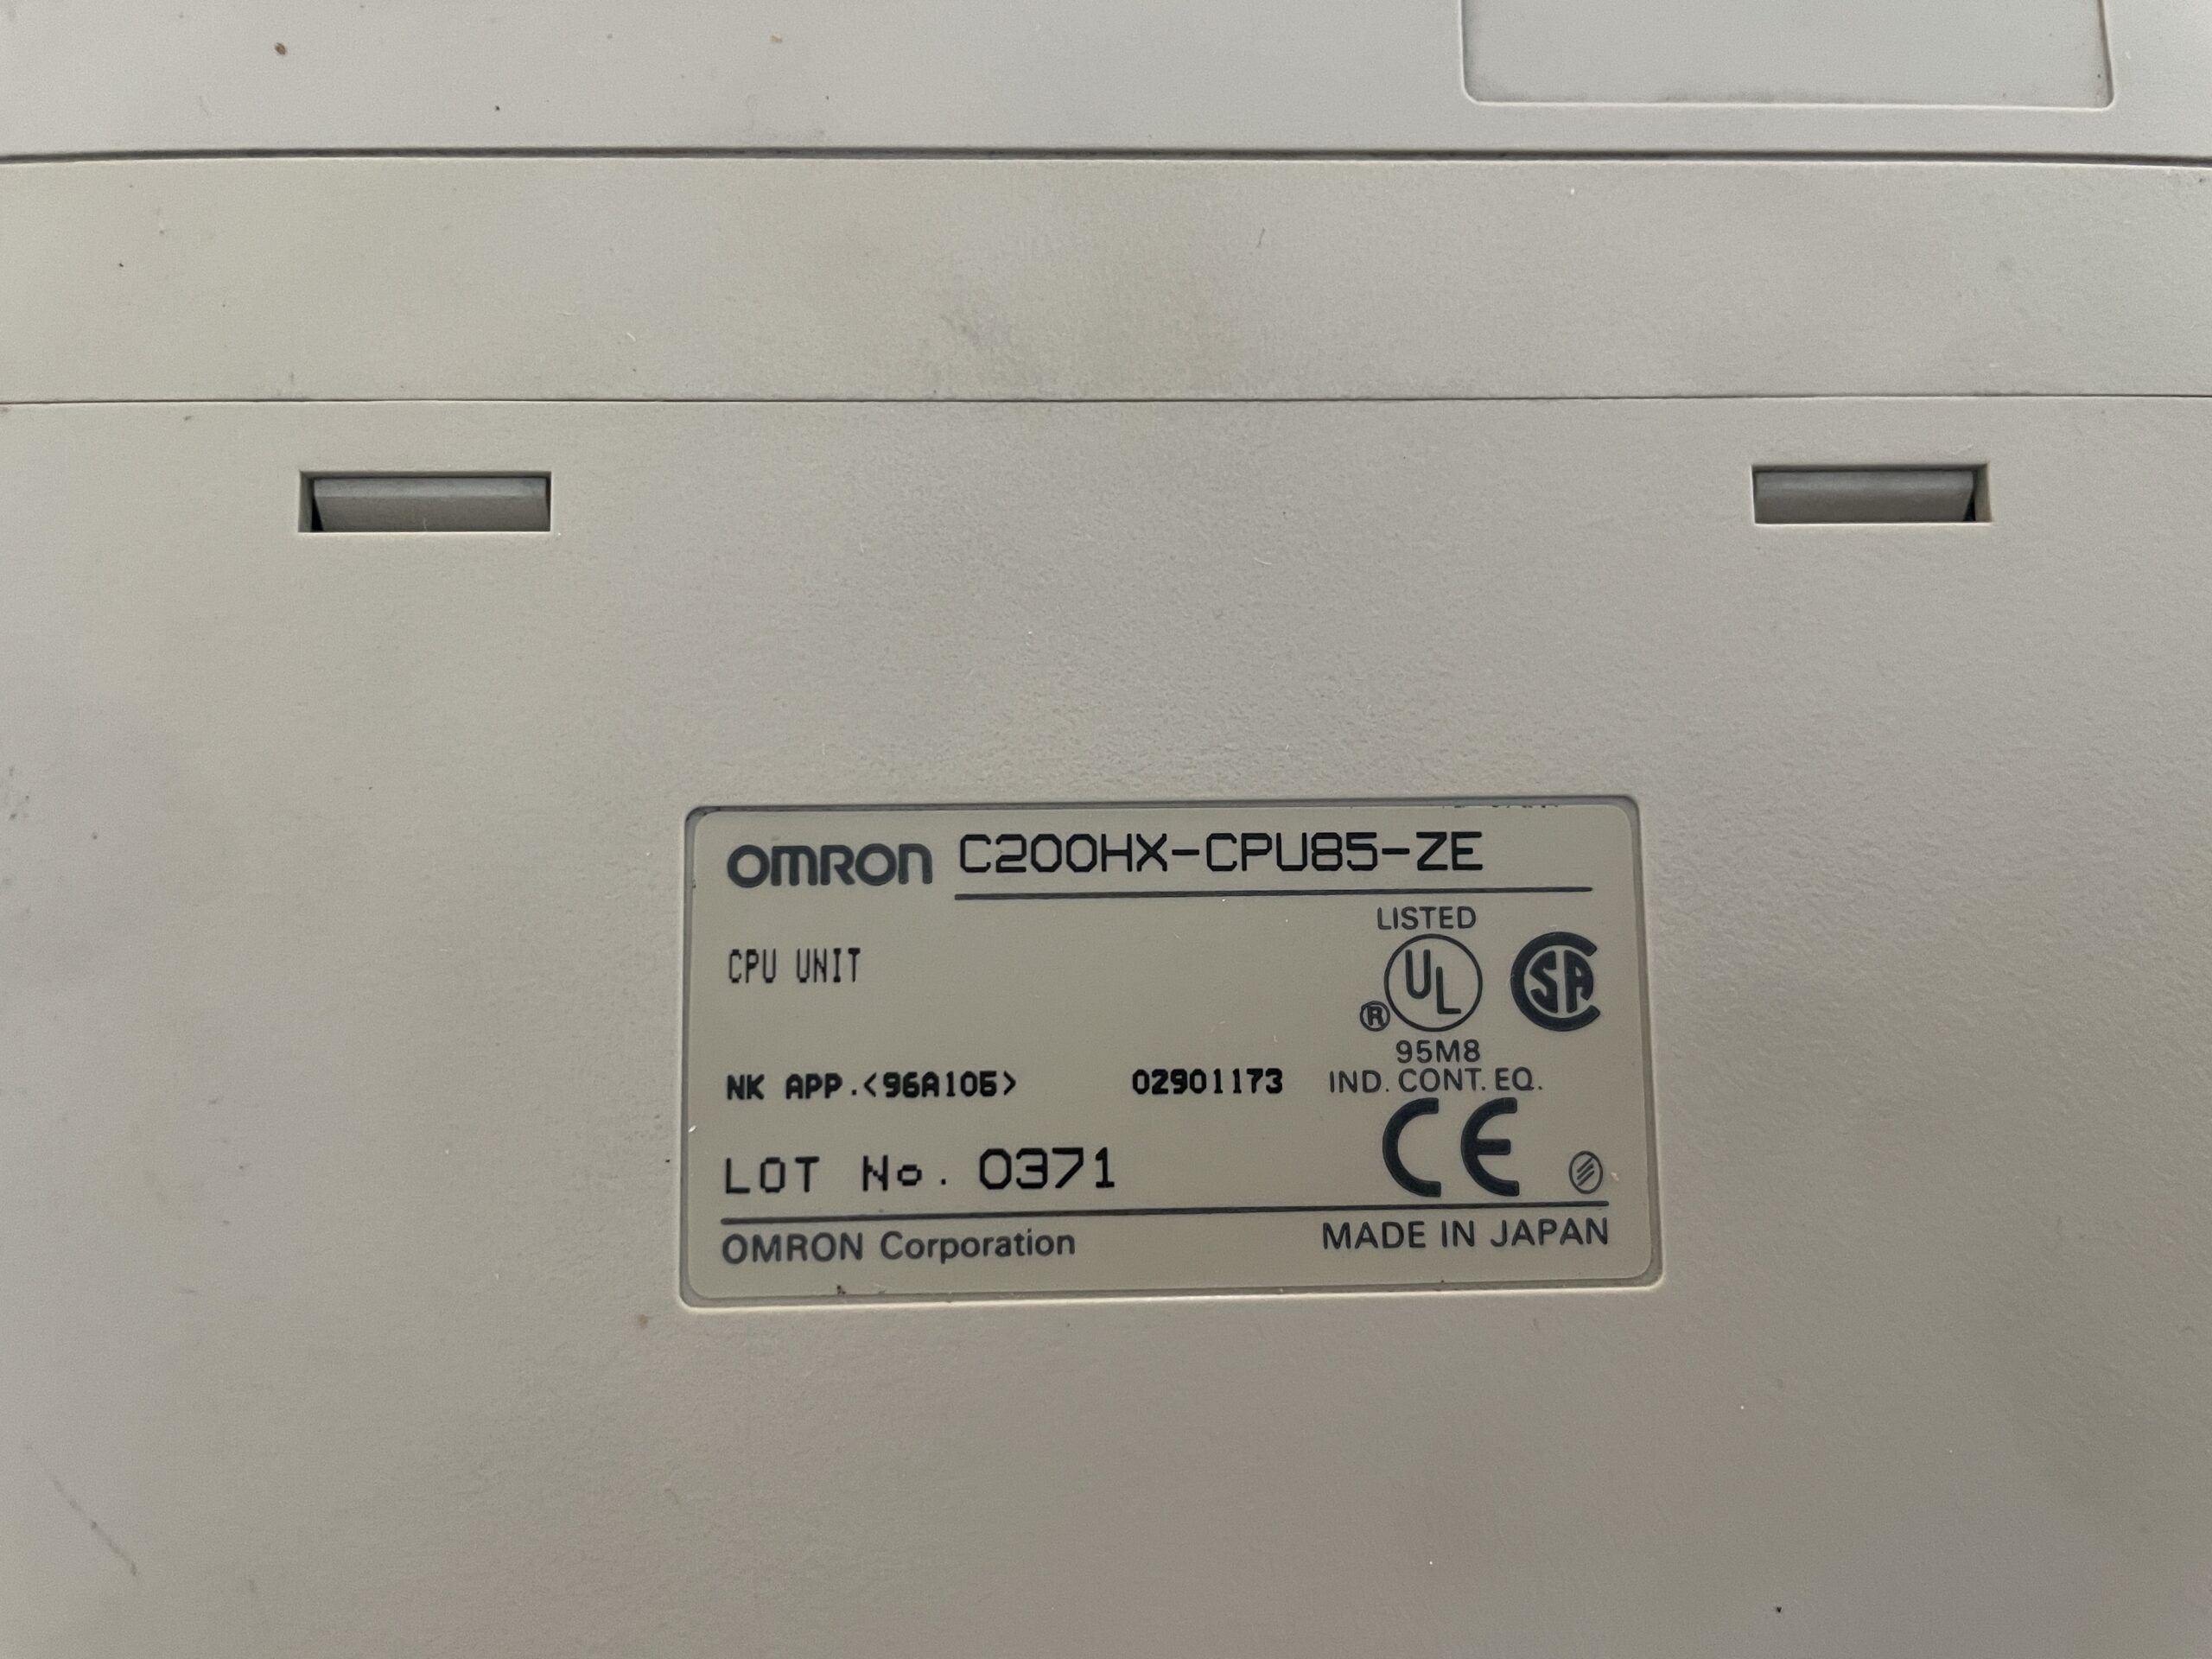 OMRON C200HX-CPU85-ZE
LISTED
CPU UNIT
UL
SA
®
95M8
NK APP.<96A105> 02901173 IND. CONT. EQ.
LOT No. 0371
CE
OMRON Corporation MADE IN JAPAN